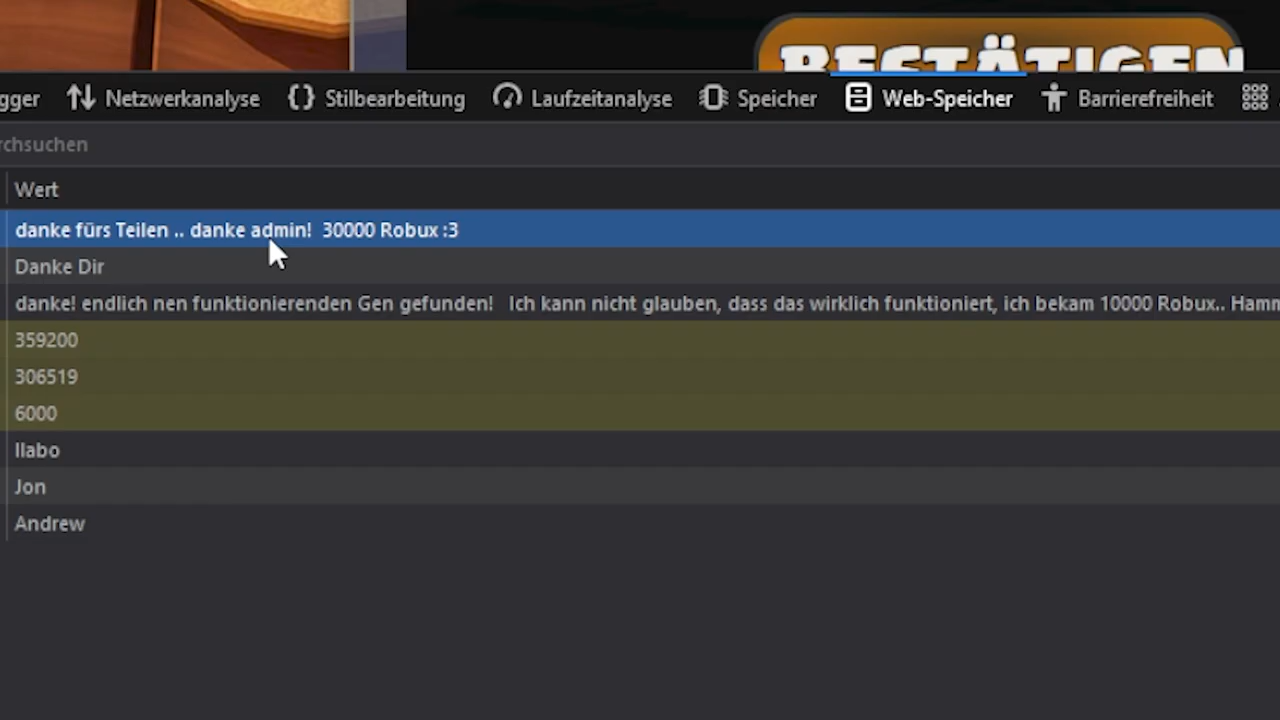 BESTÄTIGEN
gger Netzwerkanalyse {} Stilbearbeitung Laufzeitanalyse Speicher Web-Speicher Barrierefreiheit
rchsuchen
Wert
danke fürs Teilen .. danke admin!  30000 Robux :3
Danke Dir
danke! endlich nen funktionierenden Gen gefunden!   Ich kann nicht glauben, dass das wirklich funktioniert, ich bekam 10000 Robux.. Hamm
359200
306519
6000
llabo
Jon
Andrew